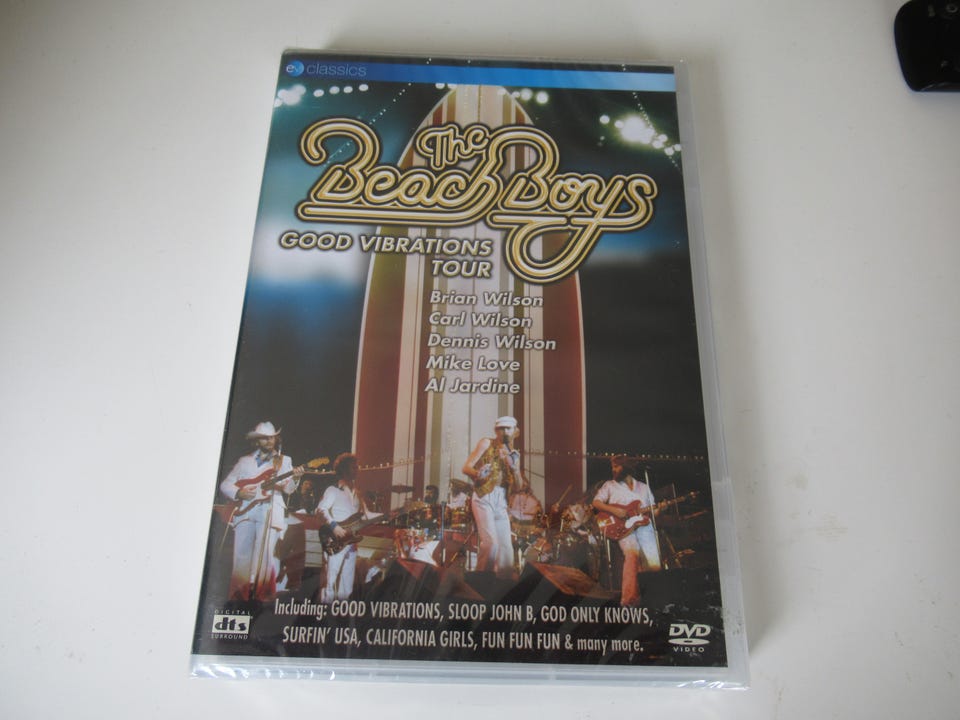 ev classics
The
Beach Boys
GOOD VIBRATIONS
TOUR
Brian Wilson
Carl Wilson
Dennis Wilson
Mike Love
Al Jardine
Including: GOOD VIBRATIONS, SLOOP JOHN B, GOD ONLY KNOWS,
SURFIN' USA, CALIFORNIA GIRLS, FUN FUN FUN & many more.
DIGITAL
dts
SURROUND
DVD
VIDEO